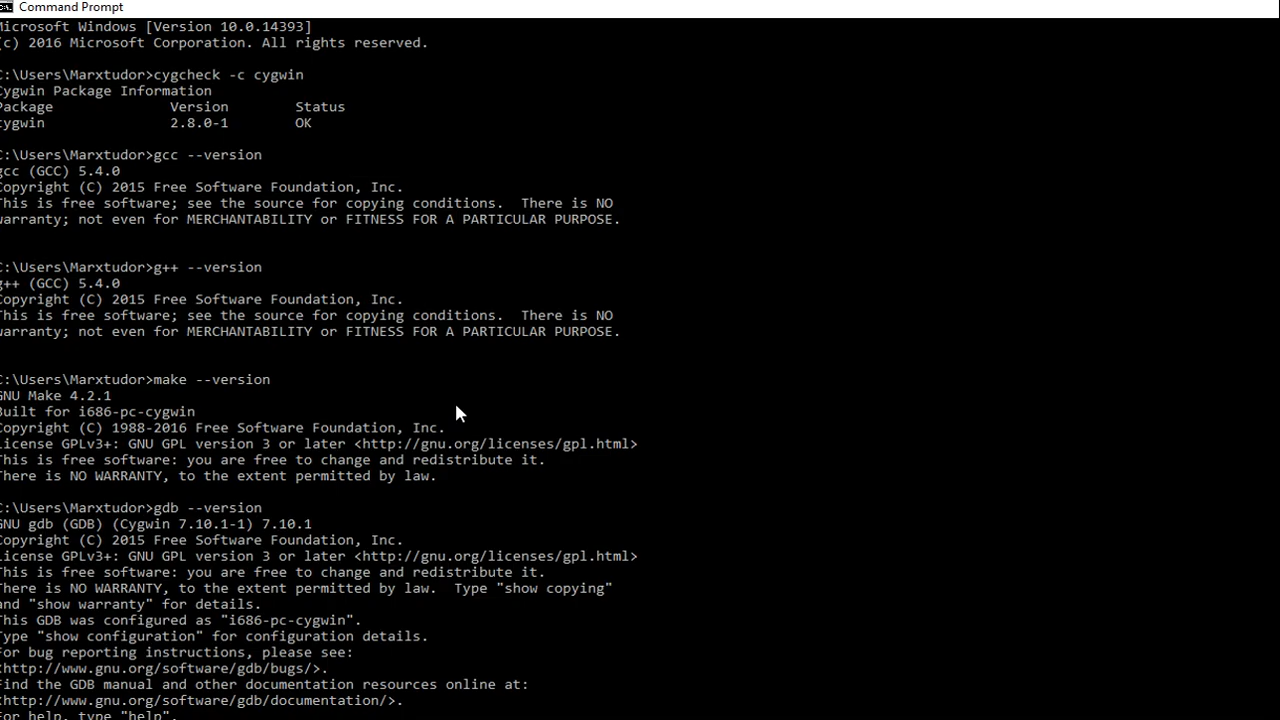 Command Prompt
Microsoft Windows [Version 10.0.14393]
(c) 2016 Microsoft Corporation. All rights reserved.
C:\Users\Marxtudor>cygcheck -c cygwin
Cygwin Package Information
Package Version Status
cygwin 2.8.0-1 OK
C:\Users\Marxtudor>gcc --version
gcc (GCC) 5.4.0
Copyright (C) 2015 Free Software Foundation, Inc.
This is free software; see the source for copying conditions. There is NO
warranty; not even for MERCHANTABILITY or FITNESS FOR A PARTICULAR PURPOSE.
C:\Users\Marxtudor>g++ --version
g++ (GCC) 5.4.0
Copyright (C) 2015 Free Software Foundation, Inc.
This is free software; see the source for copying conditions. There is NO
warranty; not even for MERCHANTABILITY or FITNESS FOR A PARTICULAR PURPOSE.
C:\Users\Marxtudor>make --version
GNU Make 4.2.1
Built for i686-pc-cygwin
Copyright (C) 1988-2016 Free Software Foundation, Inc.
License GPLv3+: GNU GPL version 3 or later <http://gnu.org/licenses/gpl.html>
This is free software: you are free to change and redistribute it.
There is NO WARRANTY, to the extent permitted by law.
C:\Users\Marxtudor>gdb --version
GNU gdb (GDB) (Cygwin 7.10.1-1) 7.10.1
Copyright (C) 2015 Free Software Foundation, Inc.
License GPLv3+: GNU GPL version 3 or later <http://gnu.org/licenses/gpl.html>
This is free software: you are free to change and redistribute it.
There is NO WARRANTY, to the extent permitted by law. Type "show copying"
and "show warranty" for details.
This GDB was configured as "i686-pc-cygwin".
Type "show configuration" for configuration details.
For bug reporting instructions, please see:
<http://www.gnu.org/software/gdb/bugs/>.
Find the GDB manual and other documentation resources online at:
<http://www.gnu.org/software/gdb/documentation/>.
For help, type "help".